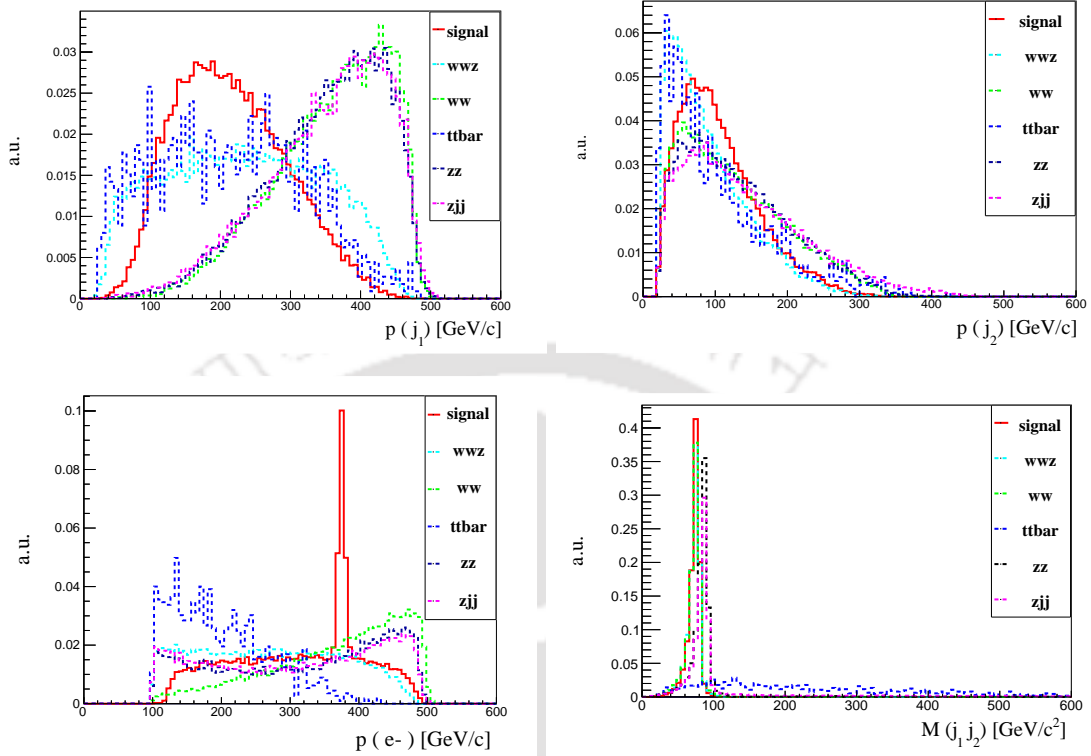 0.03
0.025
0.02
0.015
0.01
0.005
0
a.u.
0 100 200 300 400 500 600
p ( j1) [GeV/c]
signal
wwz
ww
ttbar
zz
zjj
0.06
0.05
0.04
0.03
0.02
0.01
0
a.u.
0 200 400 600
p ( j2) [GeV/c]
signal
wwz
ww
ttbar
zz
zjj
0.1
0.08
0.06
0.04
0.02
0
a.u.
0 100 200 300 400 500 600
p ( e- ) [GeV/c]
signal
wwz
ww
ttbar
zz
zjj
0.4
0.35
0.3
0.25
0.2
0.15
0.1
0.05
0
a.u.
0 100 200 300 400 500 600
M (j1 j2) [GeV/c2]
signal
wwz
ww
ttbar
zz
zjj